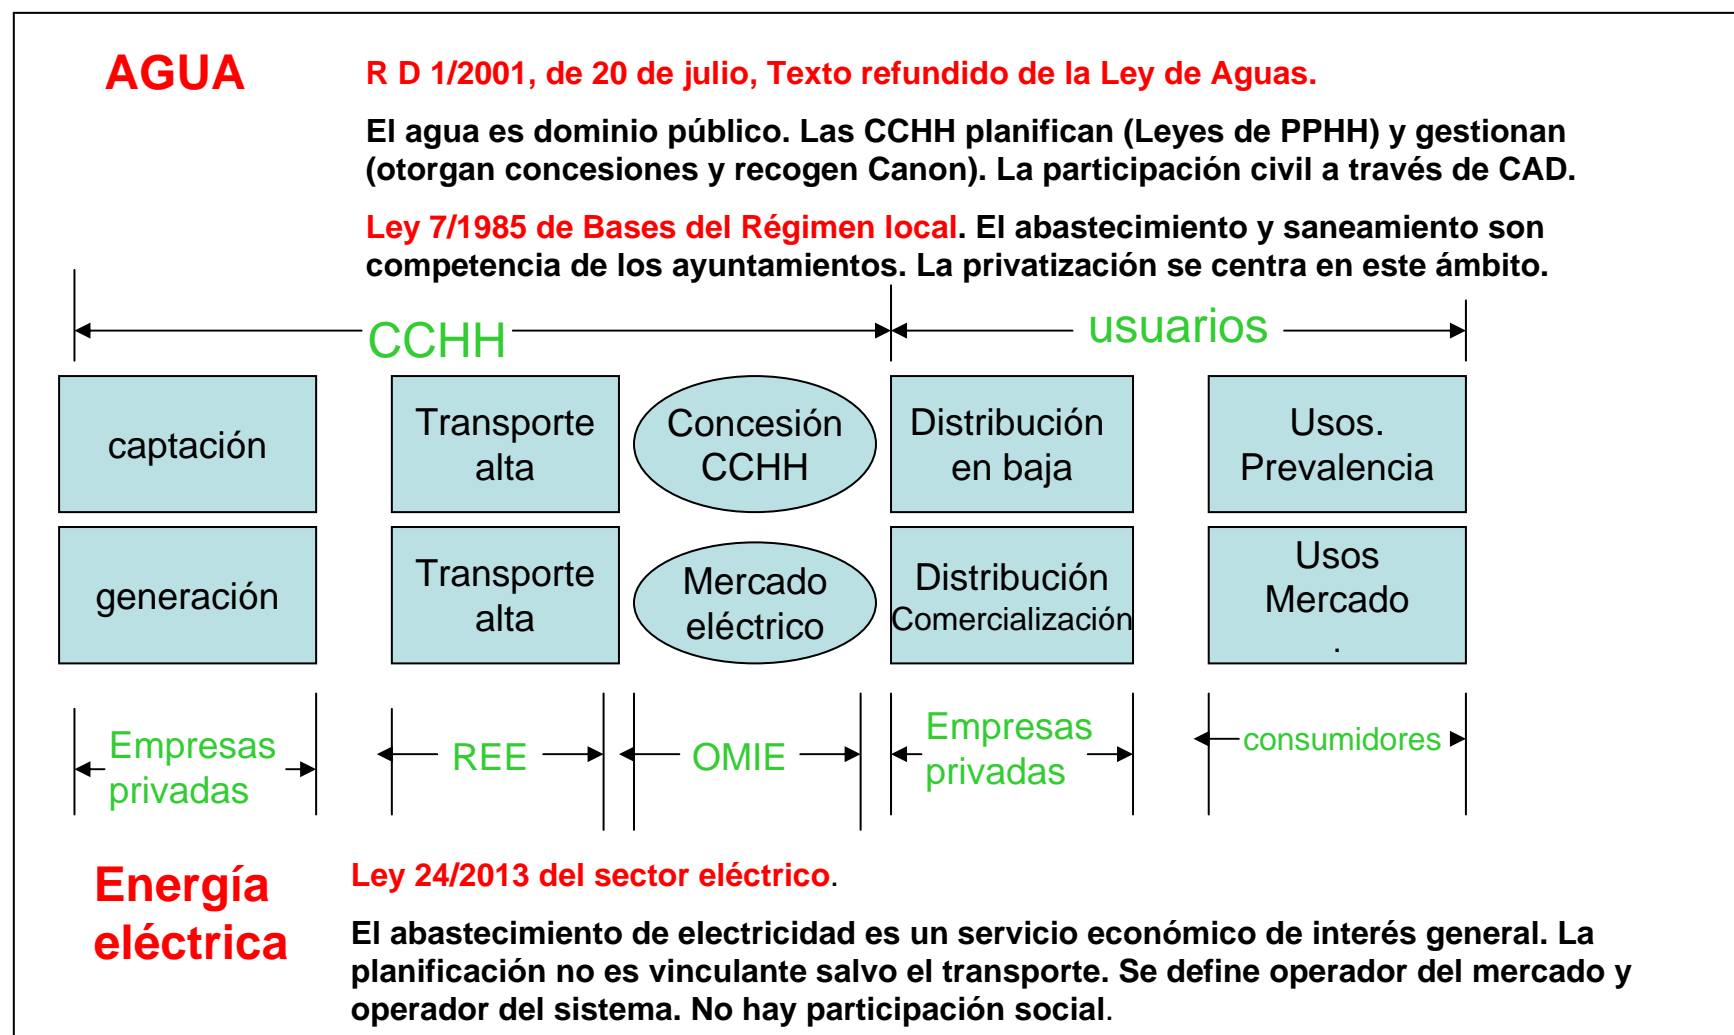 AGUA
R D 1/2001, de 20 de julio, Texto refundido de la Ley de Aguas.
El agua es dominio público. Las CCHH planifican (Leyes de PPHH) y gestionan
(otorgan concesiones y recogen Canon). La participación civil a través de CAD.
Ley 7/1985 de Bases del Régimen local. El abastecimiento y saneamiento son
competencia de los ayuntamientos. La privatización se centra en este ámbito.
CCHH
usuarios
captación
Transporte
alta
Concesión
CCHH
Distribución
en baja
Usos.
Prevalencia
generación
Transporte
alta
Mercado
eléctrico
Distribución
Comercialización
Usos
Mercado
.
Empresas
privadas
REE
OMIE
Empresas
privadas
consumidores
Energía
eléctrica
Ley 24/2013 del sector eléctrico.
El abastecimiento de electricidad es un servicio económico de interés general. La
planificación no es vinculante salvo el transporte. Se define operador del mercado y
operador del sistema. No hay participación social.